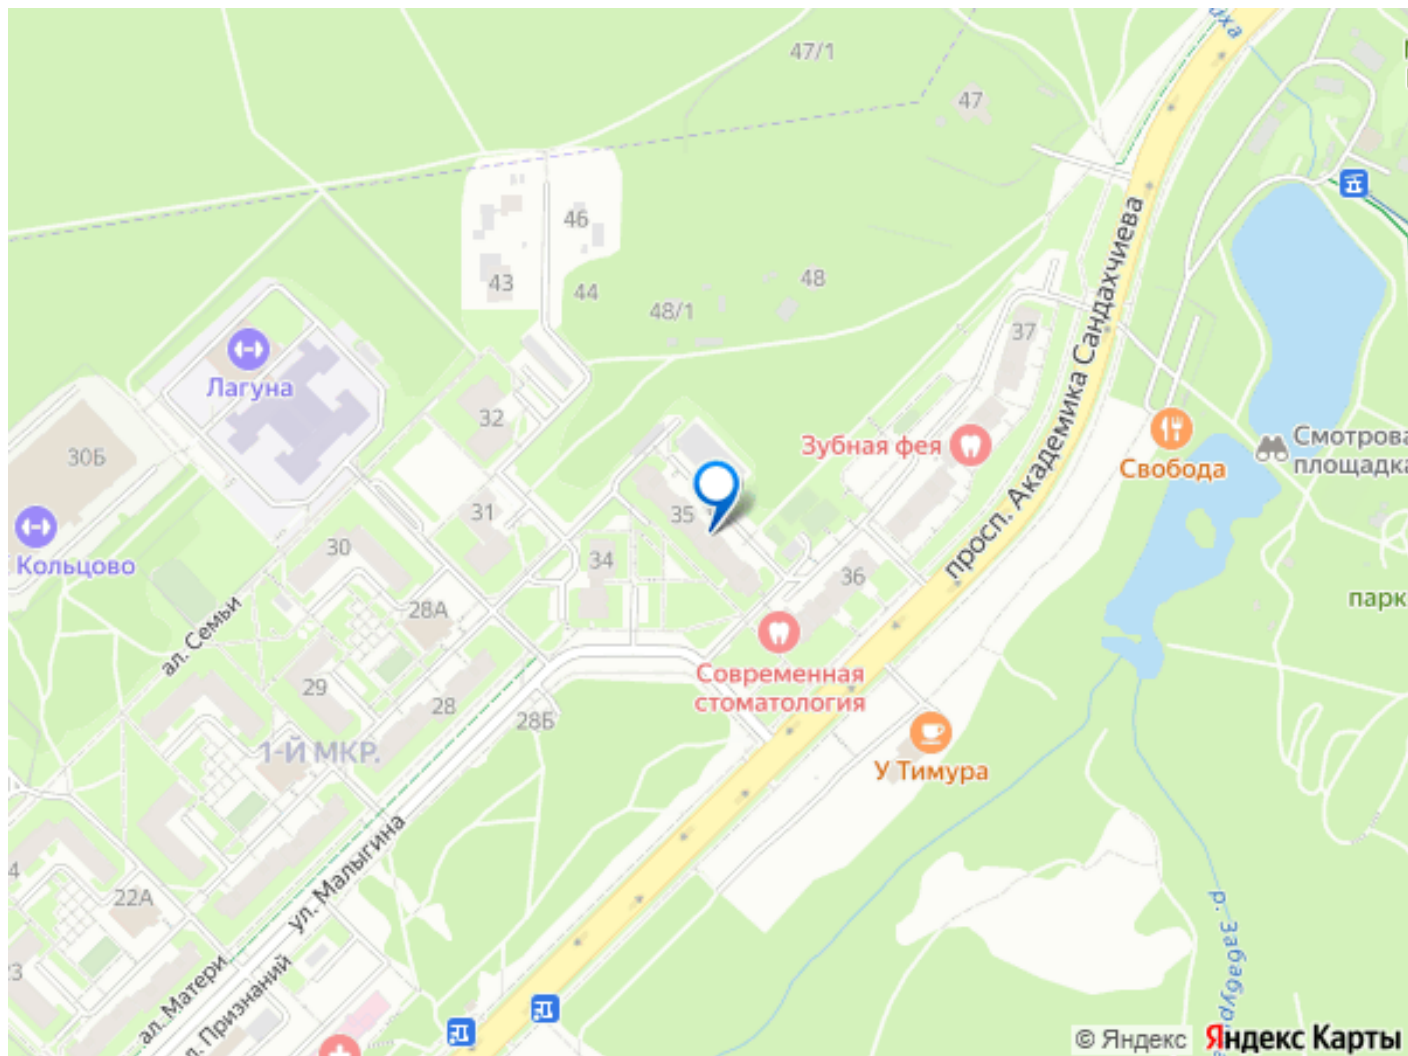 47/1
47
46
43
44
48
48/1
37
просп. Академика Сандахчиева
Лагуна
32
30Б
Зубная фея
Свобода
Смотрова
площадка
31
35
Кольцово
30
34
36
парк
28А
ал. Семьи
29
28
28Б
Современная
стоматология
1-Й МКР.
У Тимура
ул. Малыгина
22А
ал. Матери
л. Признаний
р. Забабур
© Яндекс
Яндекс Карты